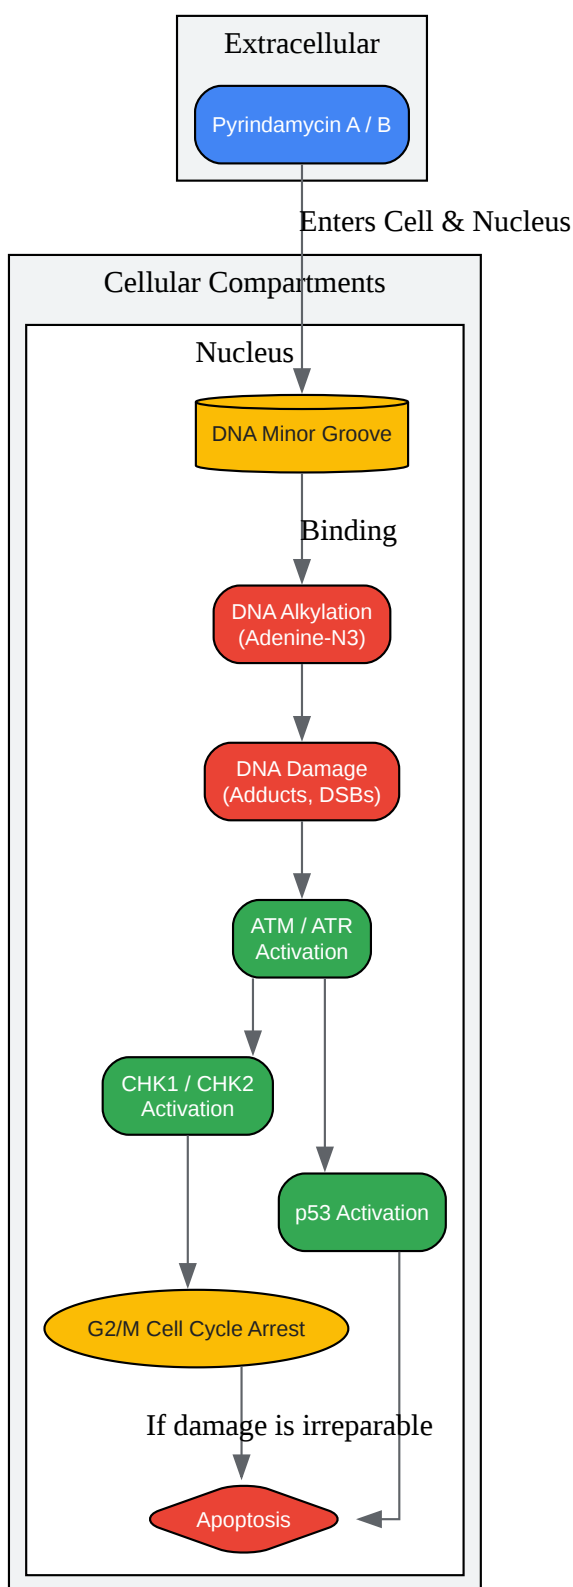 Extracellular
Pyrindamycin A / B
Enters Cell & Nucleus
Cellular Compartments
Nucleus
DNA Minor Groove
Binding
DNA Alkylation
(Adenine-N3)
DNA Damage
(Adducts, DSBs)
ATM / ATR
Activation
CHK1 / CHK2
Activation
p53 Activation
G2/M Cell Cycle Arrest
If damage is irreparable
Apoptosis